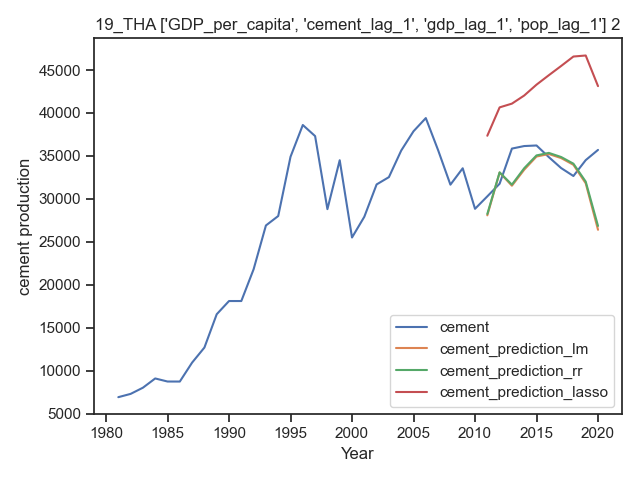 19_THA ['GDP_per_capita', 'cement_lag_1', 'gdp_lag_1', 'pop_lag_1'] 2
cement production
45000
40000
35000
30000
25000
20000
15000
10000
5000
cement
cement_prediction_lm
cement_prediction_rr
cement_prediction_lasso
1980 1985 1990 1995 2000 2005 2010 2015 2020
Year